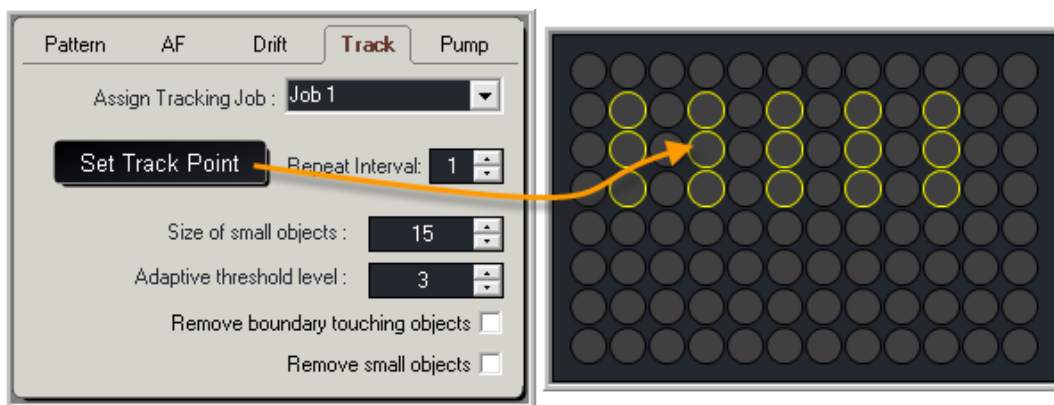 Pattern AF Drift Track Pump
Assign Tracking Job : Job 1
Set Track Point Repeat Interval: 1
Size of small objects : 15
Adaptive threshold level : 3
Remove boundary touching objects
Remove small objects